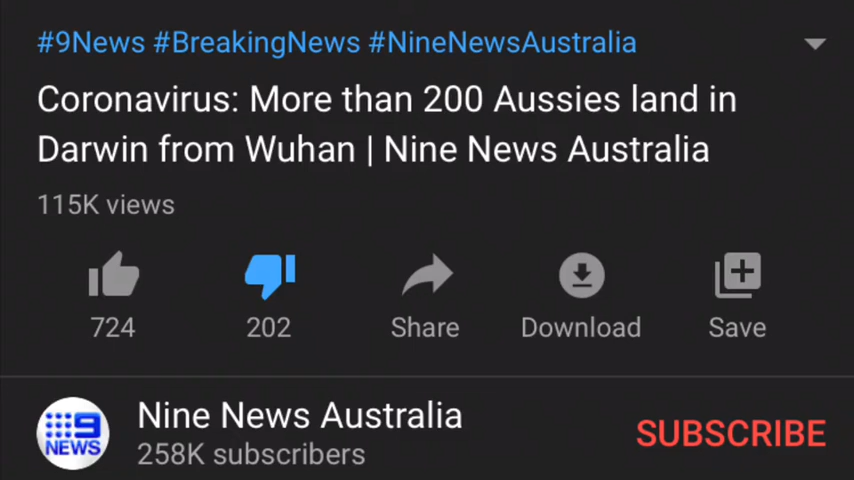 #9News #BreakingNews #NineNewsAustralia
Coronavirus: More than 200 Aussies land in
Darwin from Wuhan | Nine News Australia
115K views
724 202 Share Download Save
9
NEWS
Nine News Australia
258K subscribers
SUBSCRIBE